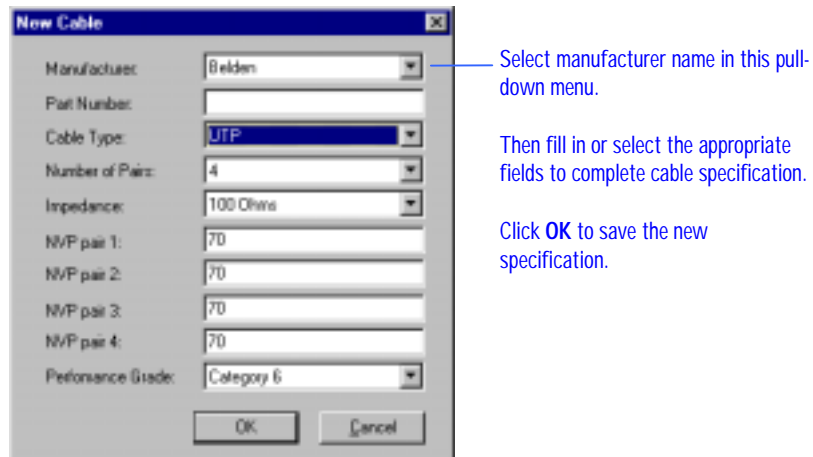 New Cable
Manufacturer: Belden
Part Number:
Cable Type: UTP
Number of Pairs: 4
Impedance: 100 Ohms
NVP pair 1: 70
NVP pair 2: 70
NVP pair 3: 70
NVP pair 4: 70
Perfomance Grade: Category 6
OK Cancel
Select manufacturer name in this pull-
down menu.
Then fill in or select the appropriate
fields to complete cable specification.
Click OK to save the new
specification.